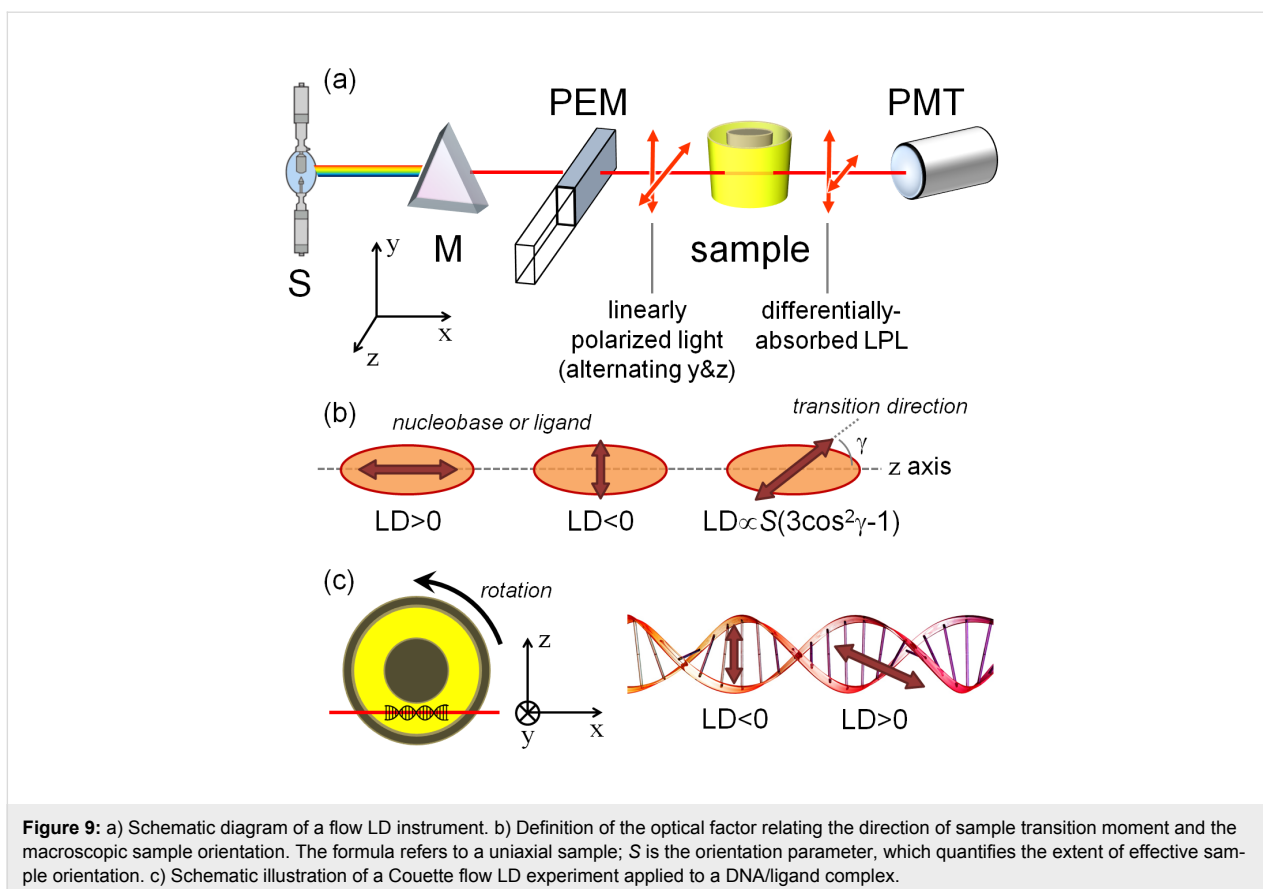 (a)
PEM
PMT
S
M
sample
y
x
z
linearly
polarized light
(alternating y&z)
differentially-
absorbed LPL
(b)
nucleobase or ligand
transition direction
γ
z axis
LD>0
LD<0
LD∝S(3cos²γ-1)
(c)
rotation
z
y
x
LD<0
LD>0
Figure 9: a) Schematic diagram of a flow LD instrument. b) Definition of the optical factor relating the direction of sample transition moment and the
macroscopic sample orientation. The formula refers to a uniaxial sample; S is the orientation parameter, which quantifies the extent of effective sam-
ple orientation. c) Schematic illustration of a Couette flow LD experiment applied to a DNA/ligand complex.